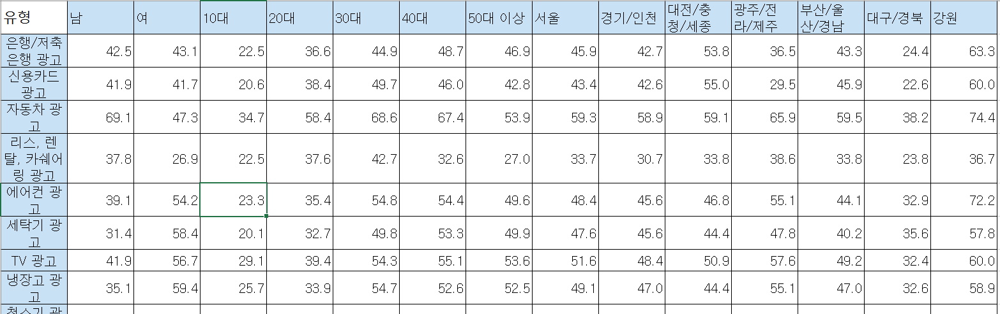 유형 남 여 10대 20대 30대 40대 50대 이상 서울 경기/인천 대전/충청/세종 광주/전라/제주 부산/울산/경남 대구/경북 강원
은행/저축은행 광고 42.5 43.1 22.5 36.6 44.9 48.7 46.9 45.9 42.7 53.8 36.5 43.3 24.4 63.3
신용카드 광고 41.9 41.7 20.6 38.4 49.7 46.0 42.8 43.4 42.6 55.0 29.5 45.9 22.6 60.0
자동차 광고 69.1 47.3 34.7 58.4 68.6 67.4 53.9 59.3 58.9 59.1 65.9 59.5 38.2 74.4
리스, 렌탈, 카쉐어링 광고 37.8 26.9 22.5 37.6 42.7 32.6 27.0 33.7 30.7 33.8 38.6 33.8 23.8 36.7
에어컨 광고 39.1 54.2 23.3 35.4 54.8 54.4 49.6 48.4 45.6 46.8 55.1 44.1 32.9 72.2
세탁기 광고 31.4 58.4 20.1 32.7 49.8 53.3 49.9 47.6 45.6 44.4 47.8 40.2 35.6 57.8
TV 광고 41.9 56.7 29.1 39.4 54.3 55.1 53.6 51.6 48.4 50.9 57.6 49.2 32.4 60.0
냉장고 광고 35.1 59.4 25.7 33.9 54.7 52.6 52.5 49.1 47.0 44.4 55.1 47.0 32.6 58.9